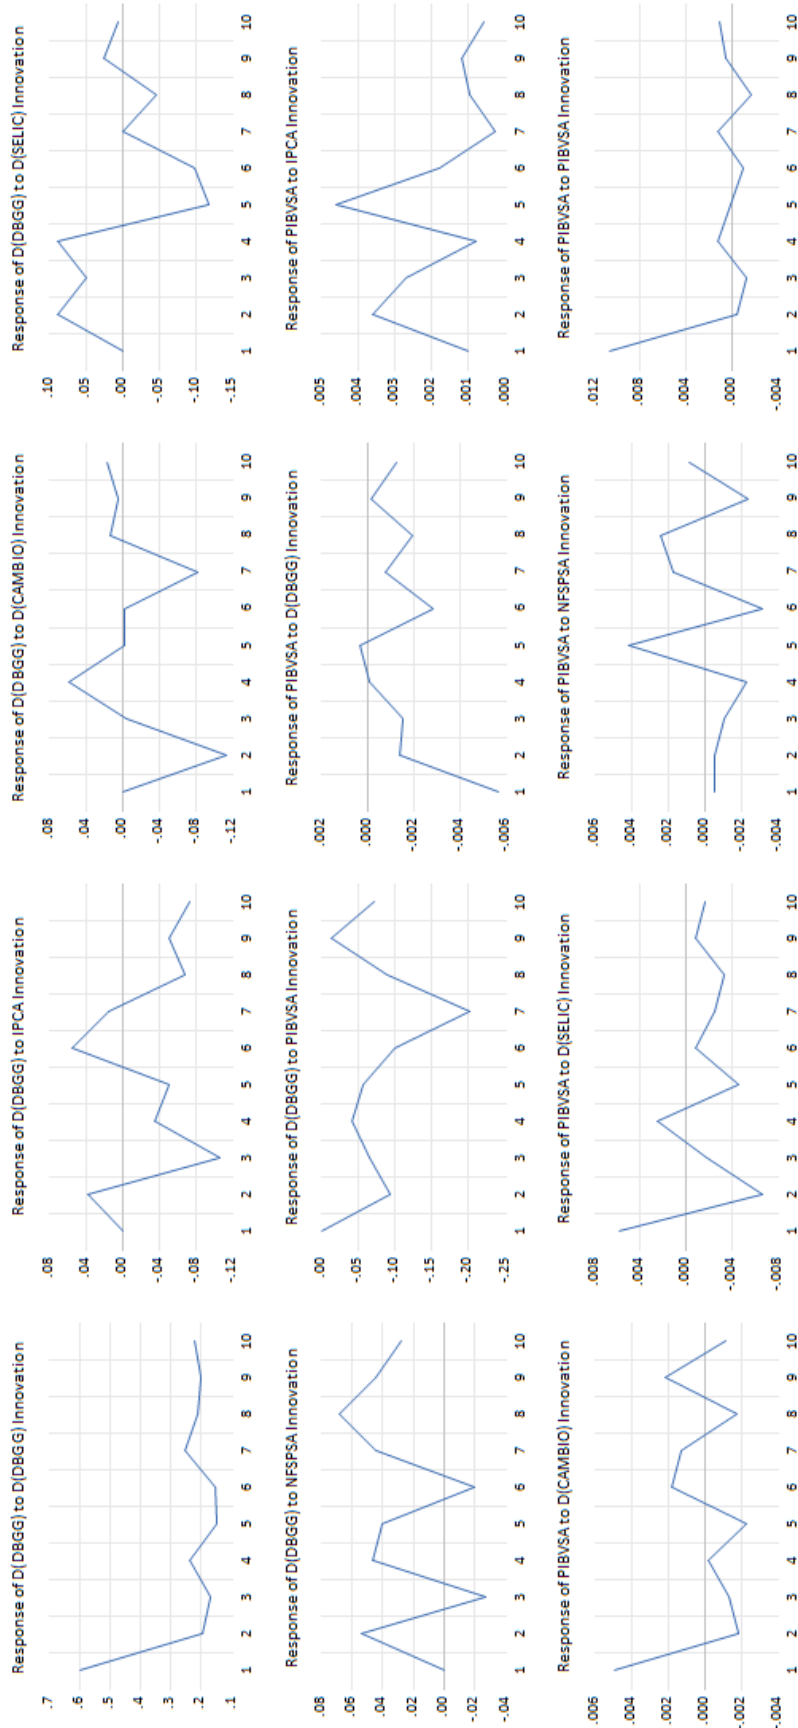 Response of D(DBGG) to D(DBGG) Innovation
.7
.6
.5
.4
.3
.2
.1
1 2 3 4 5 6 7 8 9 10
Response of D(DBGG) to IPCA Innovation
.08
.04
.00
-.04
-.08
-.12
1 2 3 4 5 6 7 8 9 10
Response of D(DBGG) to D(CAMBIO) Innovation
.08
.04
.00
-.04
-.08
-.12
1 2 3 4 5 6 7 8 9 10
Response of D(DBGG) to D(SELIC) Innovation
.10
.05
.00
-.05
-.10
-.15
1 2 3 4 5 6 7 8 9 10
Response of D(DBGG) to NFSPSA Innovation
.08
.06
.04
.02
.00
-.02
-.04
1 2 3 4 5 6 7 8 9 10
Response of D(DBGG) to PIBVSA Innovation
.00
-.05
-.10
-.15
-.20
-.25
1 2 3 4 5 6 7 8 9 10
Response of PIBVSA to D(DBGG) Innovation
.002
.000
-.002
-.004
-.006
1 2 3 4 5 6 7 8 9 10
Response of PIBVSA to IPCA Innovation
.005
.004
.003
.002
.001
.000
1 2 3 4 5 6 7 8 9 10
Response of PIBVSA to D(CAMBIO) Innovation
.006
.004
.002
.000
-.002
-.004
1 2 3 4 5 6 7 8 9 10
Response of PIBVSA to D(SELIC) Innovation
.008
.004
.000
-.004
-.008
1 2 3 4 5 6 7 8 9 10
Response of PIBVSA to NFSPSA Innovation
.006
.004
.002
.000
-.002
-.004
1 2 3 4 5 6 7 8 9 10
Response of PIBVSA to PIBVSA Innovation
.012
.008
.004
.000
-.004
1 2 3 4 5 6 7 8 9 10